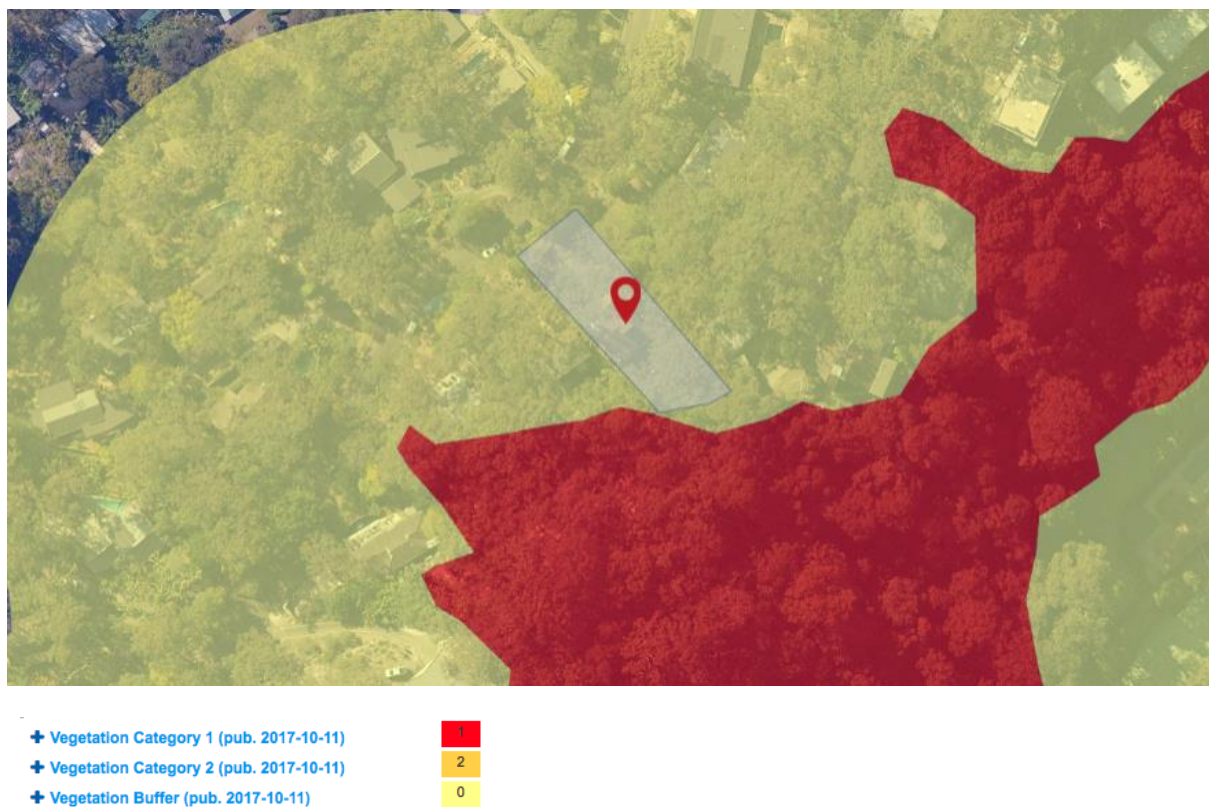 Vegetation Category 1 (pub. 2017-10-11) 1
Vegetation Category 2 (pub. 2017-10-11) 2
Vegetation Buffer (pub. 2017-10-11) 0